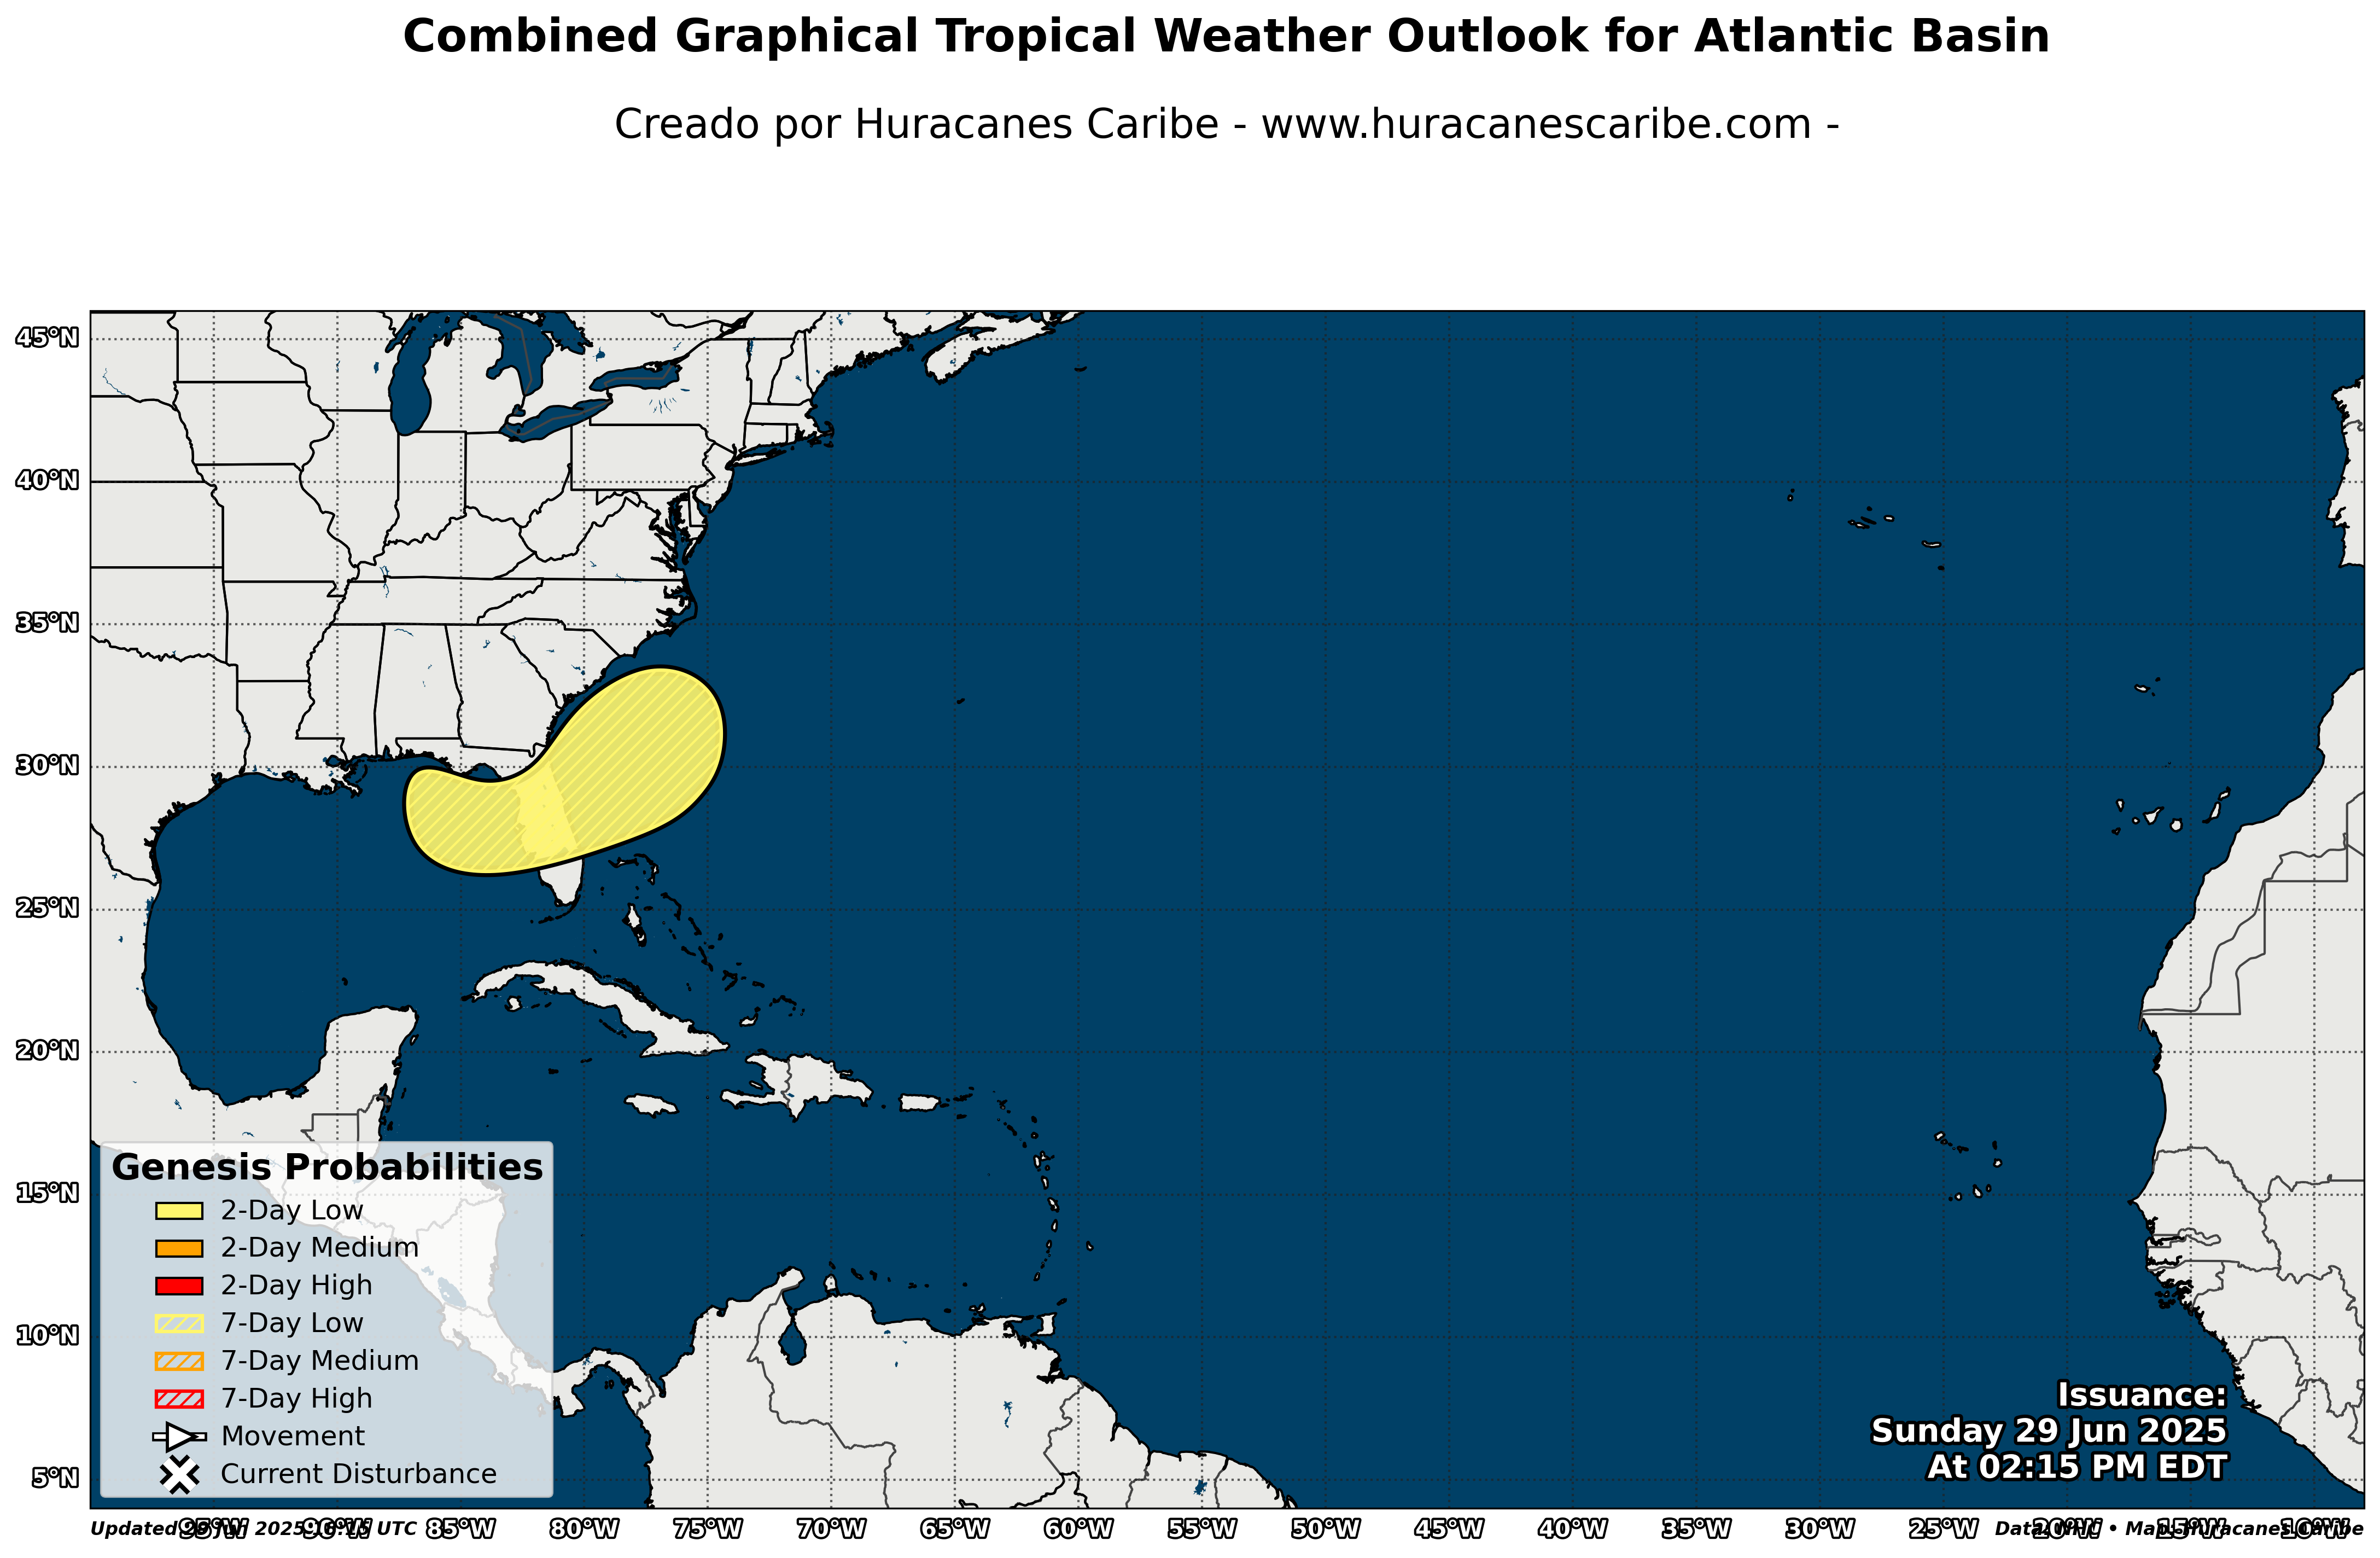 Combined Graphical Tropical Weather Outlook for Atlantic Basin
Creado por Huracanes Caribe - www.huracanescaribe.com -
45°N
40°N
35°N
30°N
25°N
20°N
15°N
10°N
5°N
Genesis Probabilities
2-Day Low
2-Day Medium
2-Day High
7-Day Low
7-Day Medium
7-Day High
Movement
Current Disturbance
Issuance:
Sunday 29 Jun 2025
At 02:15 PM EDT
95°W 90°W 85°W 80°W 75°W 70°W 65°W 60°W 55°W 50°W 45°W 40°W 35°W 30°W 25°W 20°W 15°W 10°W
Updated 2025 UTC
Data: NHC • Map: Huracanes Caribe